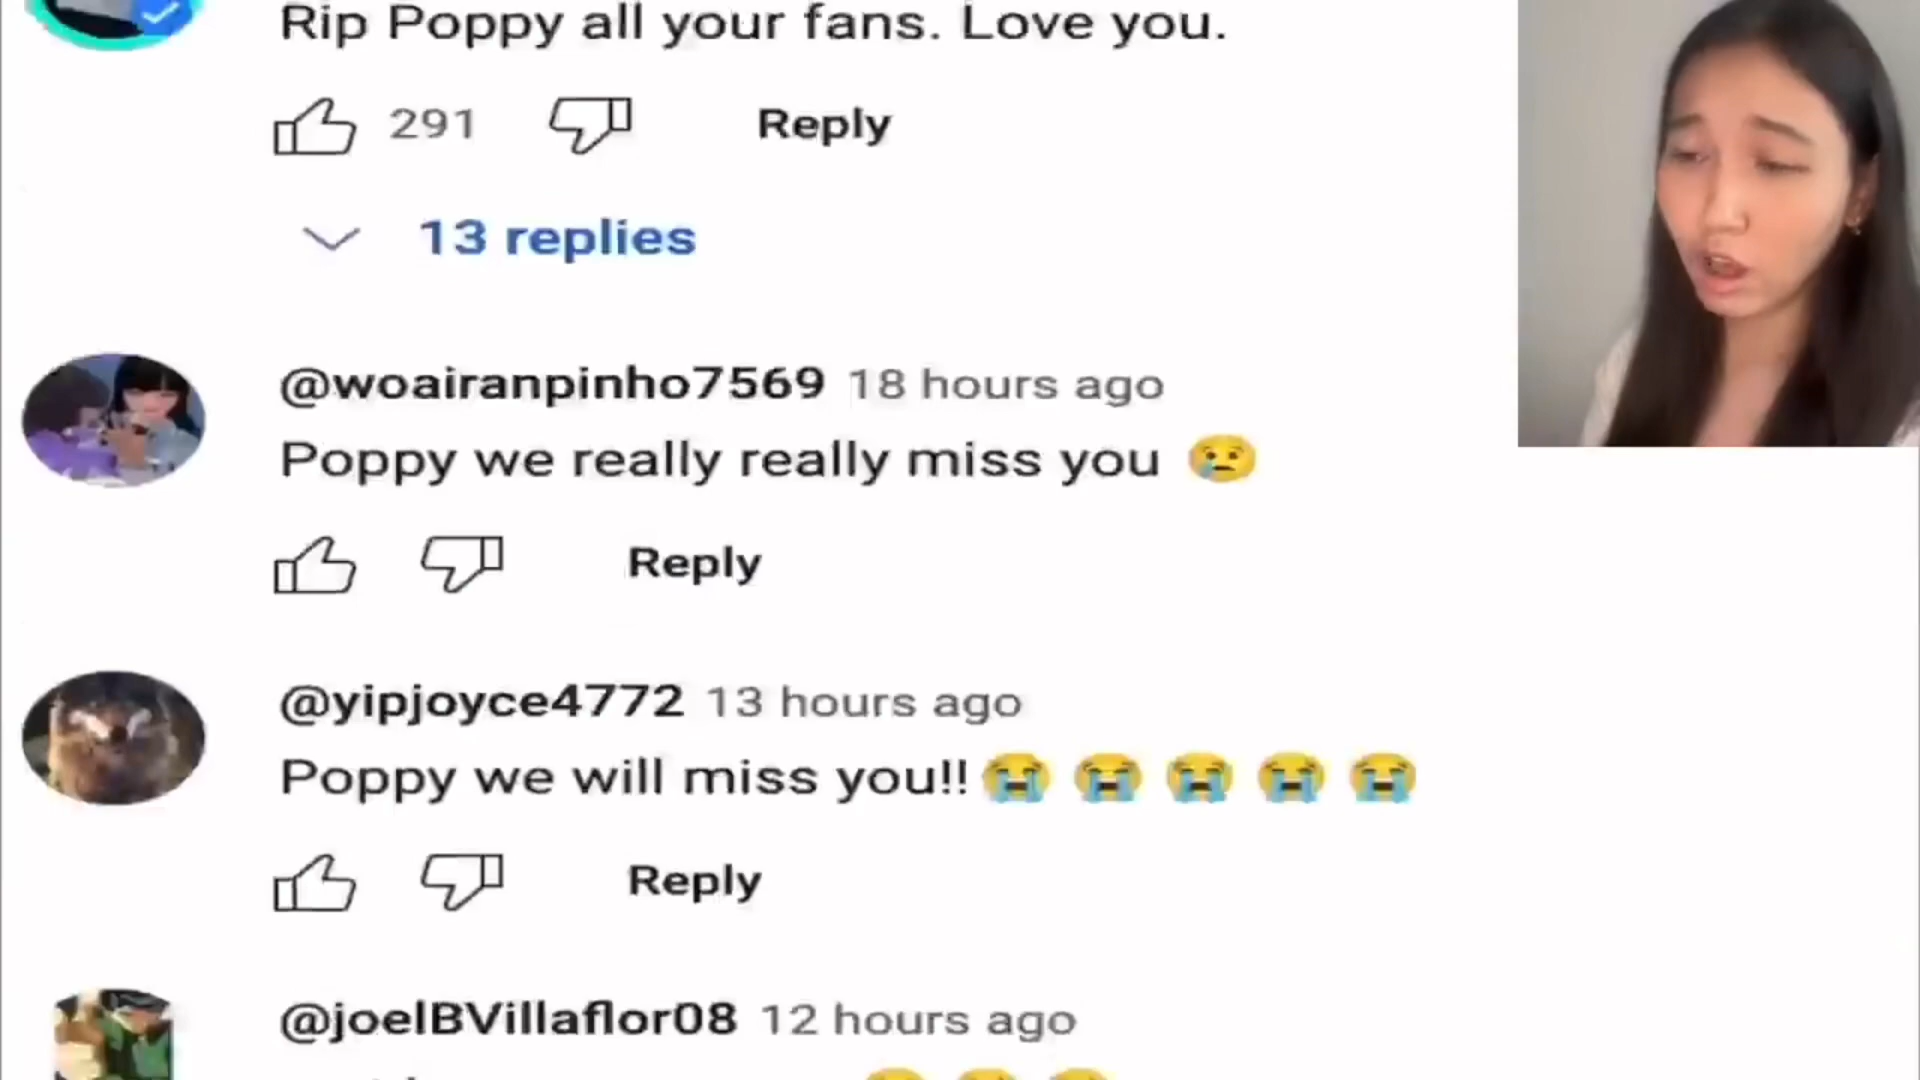 Rip Poppy all your fans. Love you.
291 Reply
13 replies
@woairanpinho7569 18 hours ago
Poppy we really really miss you 😢
Reply
@yipjoyce4772 13 hours ago
Poppy we will miss you!! 😭 😭 😭 😭 😭
Reply
@joelBVillaflor08 12 hours ago